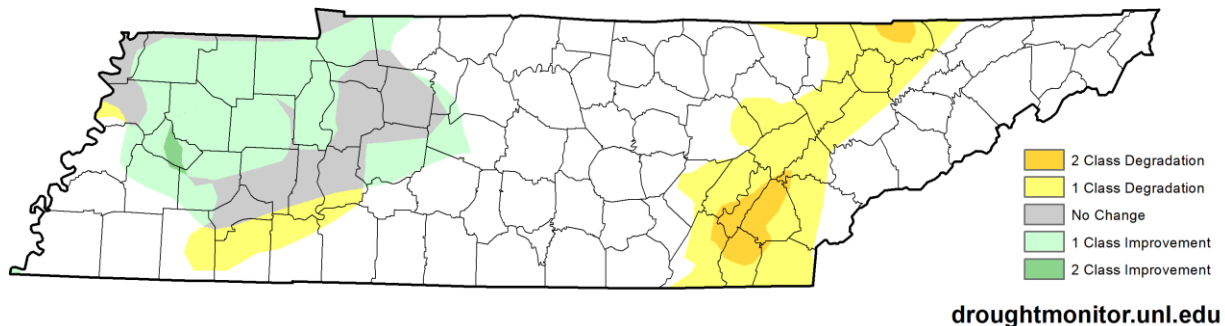 2 Class Degradation
1 Class Degradation
No Change
1 Class Improvement
2 Class Improvement
droughtmonitor.unl.edu